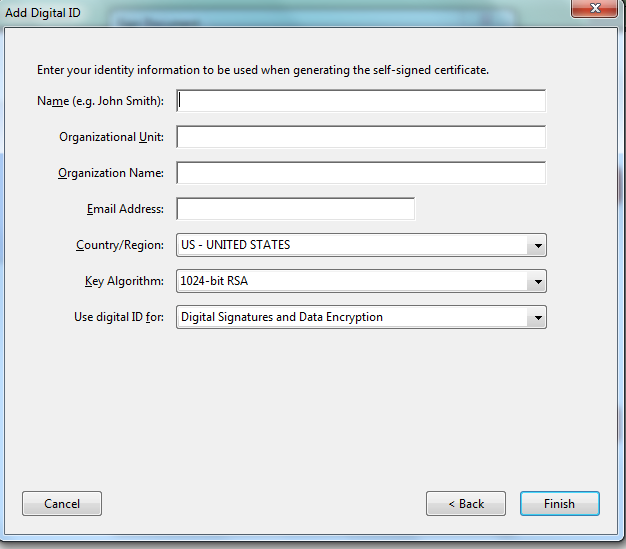 Add Digital ID
Enter your identity information to be used when generating the self-signed certificate.
Name (e.g. John Smith):
Organizational Unit:
Organization Name:
Email Address:
Country/Region: US - UNITED STATES
Key Algorithm: 1024-bit RSA
Use digital ID for: Digital Signatures and Data Encryption
Cancel < Back Finish